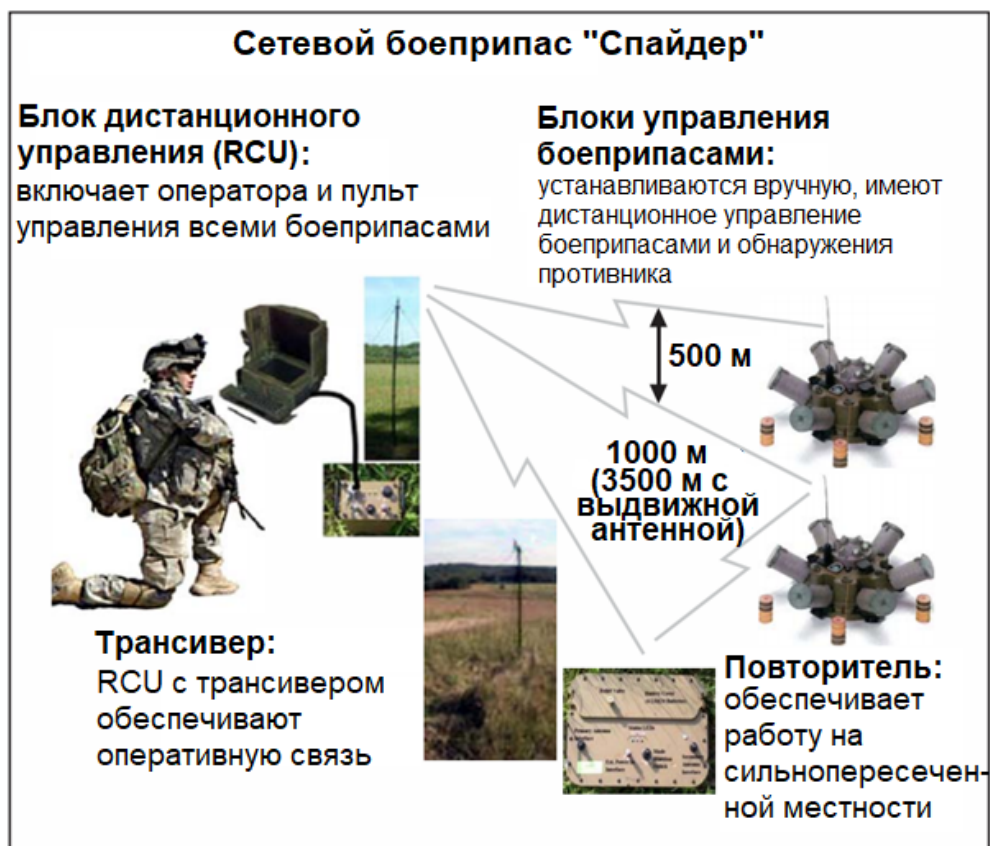 Сетевой боеприпас "Спайдер"
Блок дистанционного
управления (RCU):
включает оператора и пульт
управления всеми боеприпасами
Блоки управления
боеприпасами:
устанавливаются вручную, имеют
дистанционное управление
боеприпасами и обнаружения
противника
500 м
1000 м
(3500 м с
выдвижной
антенной)
Трансивер:
RCU с трансивером
обеспечивают
оперативную связь
Повторитель:
обеспечивает
работу на
сильнопересечен-
ной местности